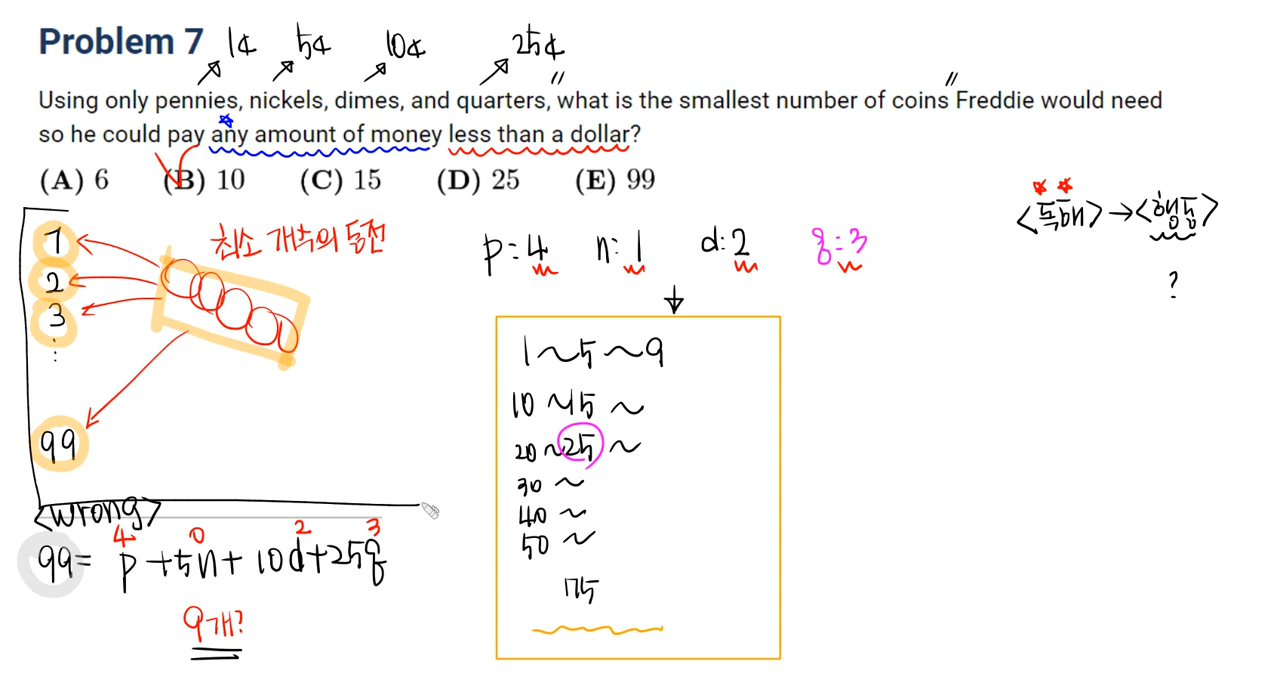 Problem 7 1¢ 5¢ 10¢ 25¢
Using only pennies, nickels, dimes, and quarters, what is the smallest number of coins Freddie would need
so he could pay any amount of money less than a dollar?
(A) 6 (B) 10 (C) 15 (D) 25 (E) 99
<독해> → <행동>
?
최소 개수의 동전
1
2
3
⋮
99
p : 4 n : 1 d : 2 q : 3
1 ~ 5 ~ 9
10 ~ 15 ~
20 ~ 25 ~
30 ~
40 ~
50 ~
175
<wrong>
4 0 2 3
99 = p + 5n + 10d + 25q
9개?